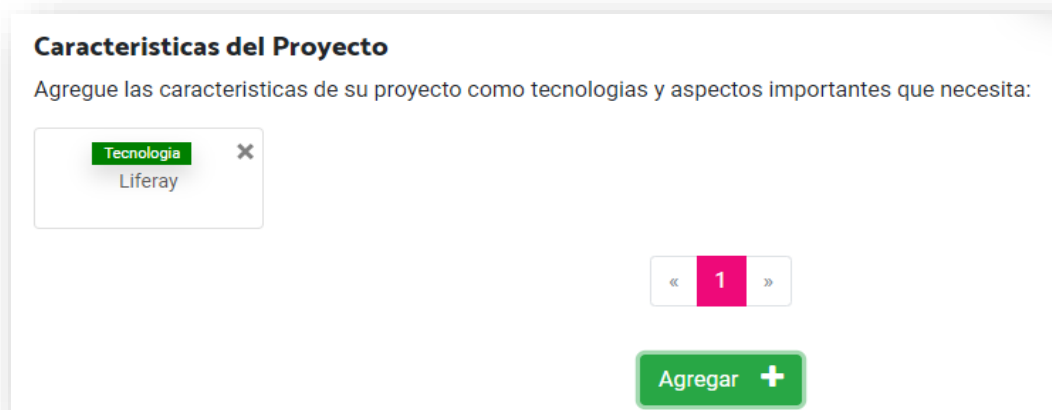 Caracteristicas del Proyecto
Agregue las caracteristicas de su proyecto como tecnologias y aspectos importantes que necesita:
Tecnologia ×
Liferay
« 1 »
Agregar +